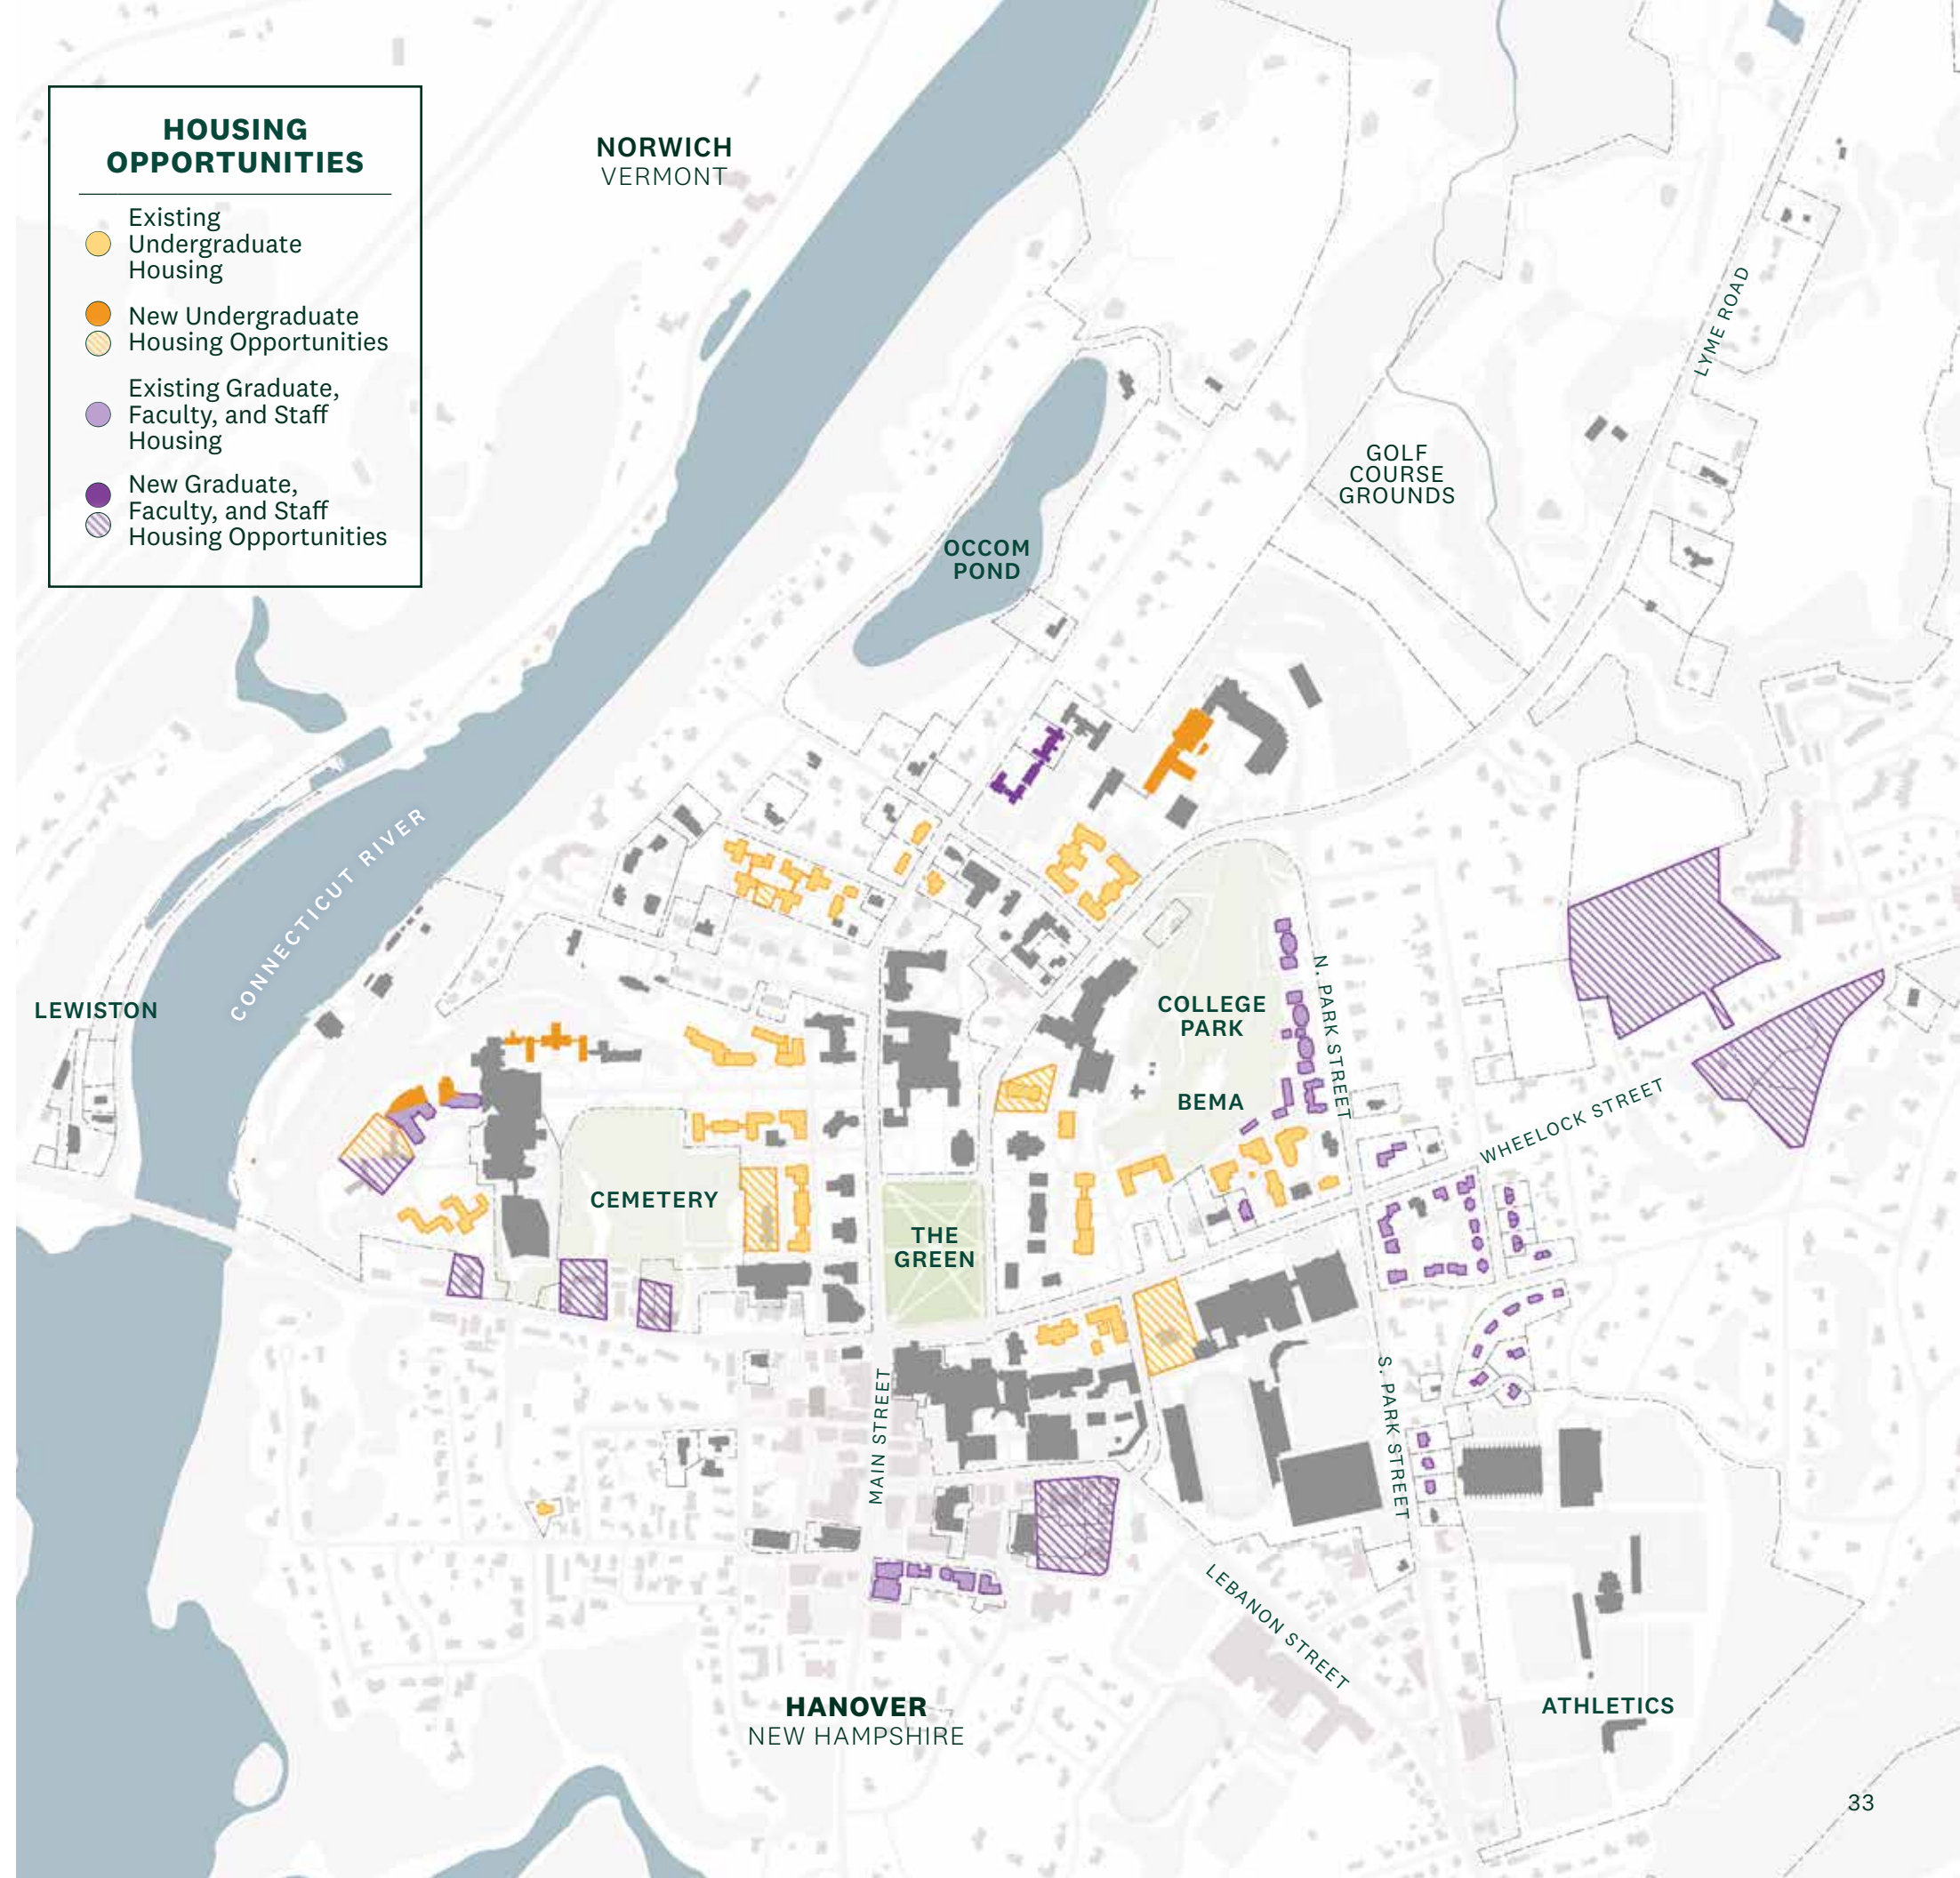 HOUSING
OPPORTUNITIES
Existing
Undergraduate
Housing
New Undergraduate
Housing Opportunities
Existing Graduate,
Faculty, and Staff
Housing
New Graduate,
Faculty, and Staff
Housing Opportunities
NORWICH
VERMONT
LYME ROAD
GOLF
COURSE
GROUNDS
OCCOM
POND
CONNECTICUT RIVER
LEWISTON
COLLEGE
PARK
N. PARK STREET
BEMA
WHEELOCK STREET
CEMETERY
THE
GREEN
MAIN STREET
S. PARK STREET
LEBANON STREET
HANOVER
NEW HAMPSHIRE
ATHLETICS
33